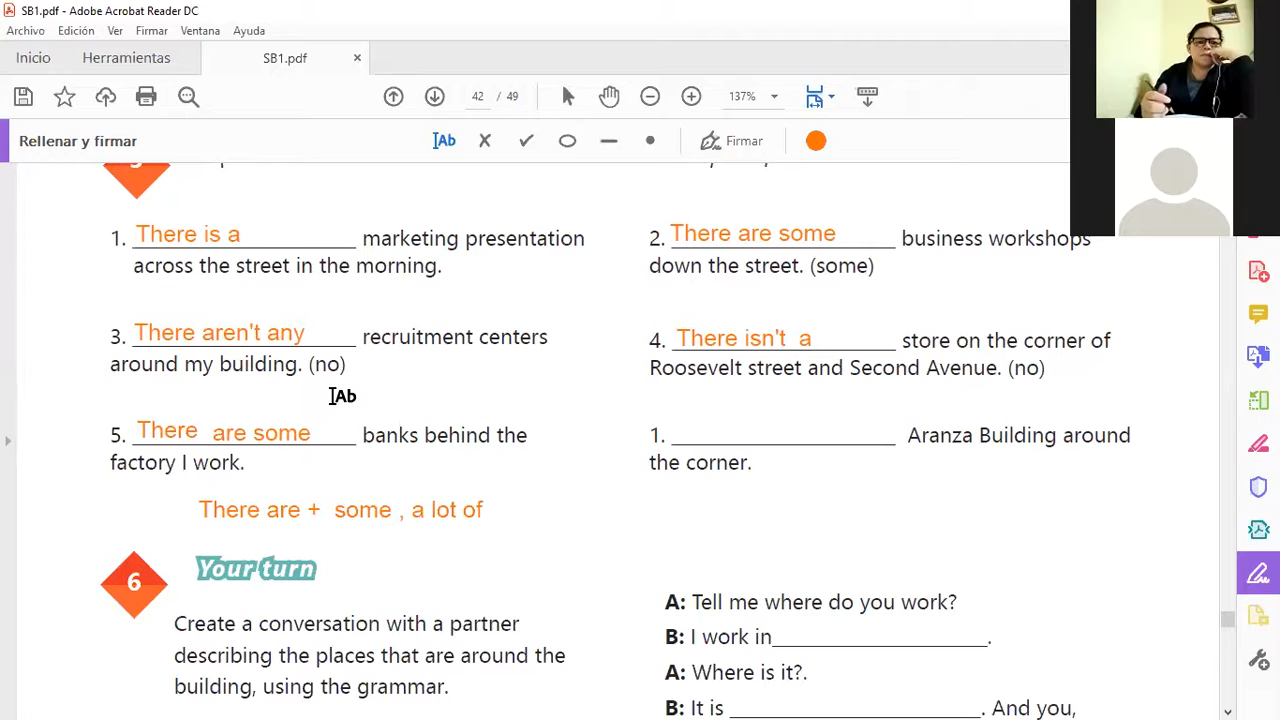 SB1.pdf - Adobe Acrobat Reader DC
Archivo Edición Ver Firmar Ventana Ayuda
Inicio Herramientas SB1.pdf ×
42 / 49 137%
Rellenar y firmar Ab Firmar
1. There is a marketing presentation
across the street in the morning.
2. There are some business workshops
down the street. (some)
3. There aren't any recruitment centers
around my building. (no)
4. There isn't a store on the corner of
Roosevelt street and Second Avenue. (no)
Ab
5. There are some banks behind the
factory I work.
1. Aranza Building around
the corner.
There are + some , a lot of
6 Your turn
Create a conversation with a partner
describing the places that are around the
building, using the grammar.
A: Tell me where do you work?
B: I work in .
A: Where is it?.
B: It is . And you,